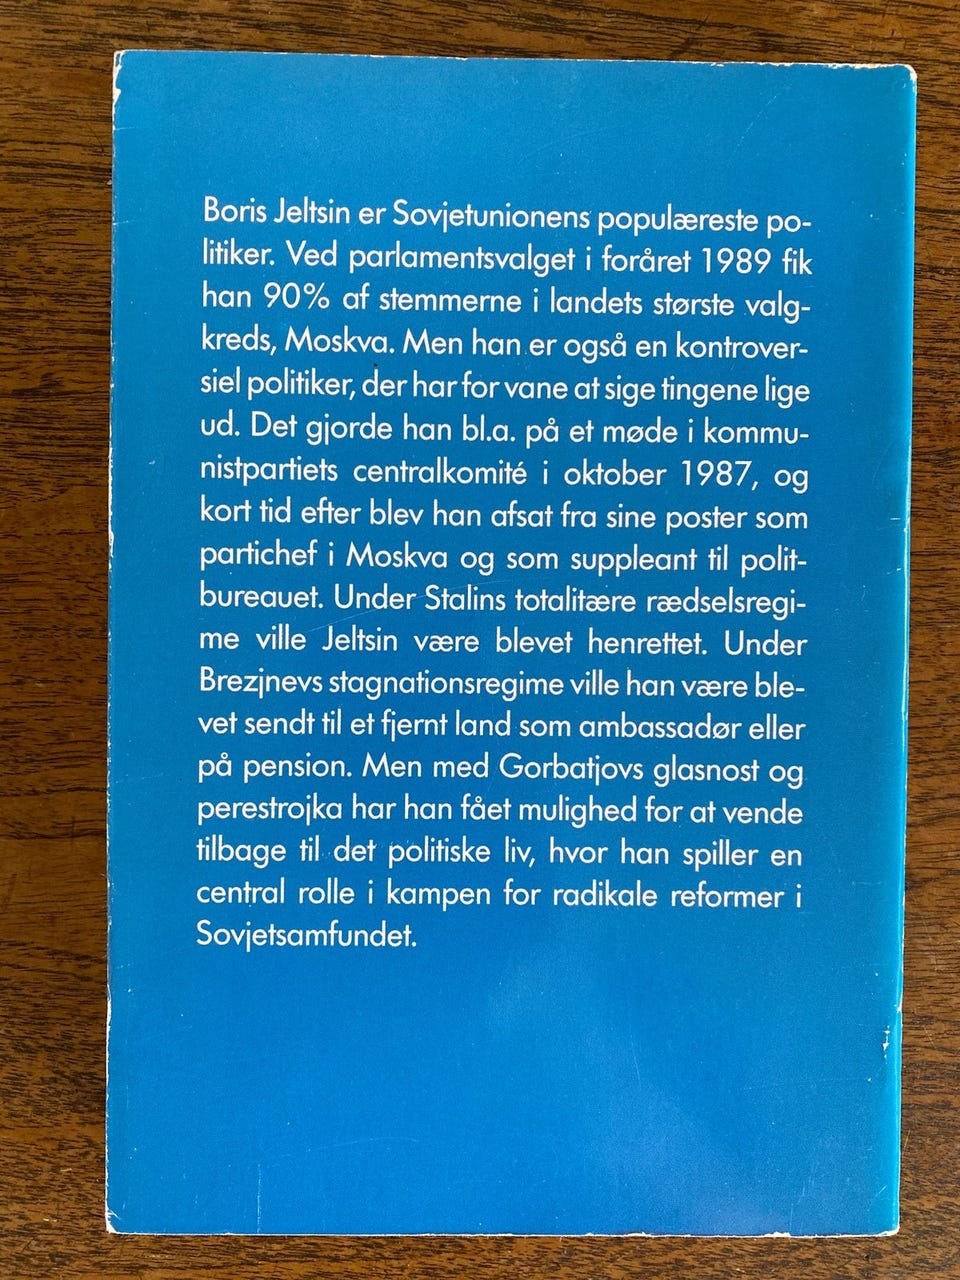 Boris Jeltsin er Sovjetunionens populæreste po-
litiker. Ved parlamentsvalget i foråret 1989 fik
han 90% af stemmerne i landets største valg-
kreds, Moskva. Men han er også en kontrover-
siel politiker, der har for vane at sige tingene lige
ud. Det gjorde han bl.a. på et møde i kommu-
nistpartiets centralkomité i oktober 1987, og
kort tid efter blev han afsat fra sine poster som
partichef i Moskva og som suppleant til polit-
bureauet. Under Stalins totalitære rædselsregi-
me ville Jeltsin være blevet henrettet. Under
Brezjnevs stagnationsregime ville han være ble-
vet sendt til et fjernt land som ambassadør eller
på pension. Men med Gorbatjovs glasnost og
perestrojka har han fået mulighed for at vende
tilbage til det politiske liv, hvor han spiller en
central rolle i kampen for radikale reformer i
Sovjetsamfundet.